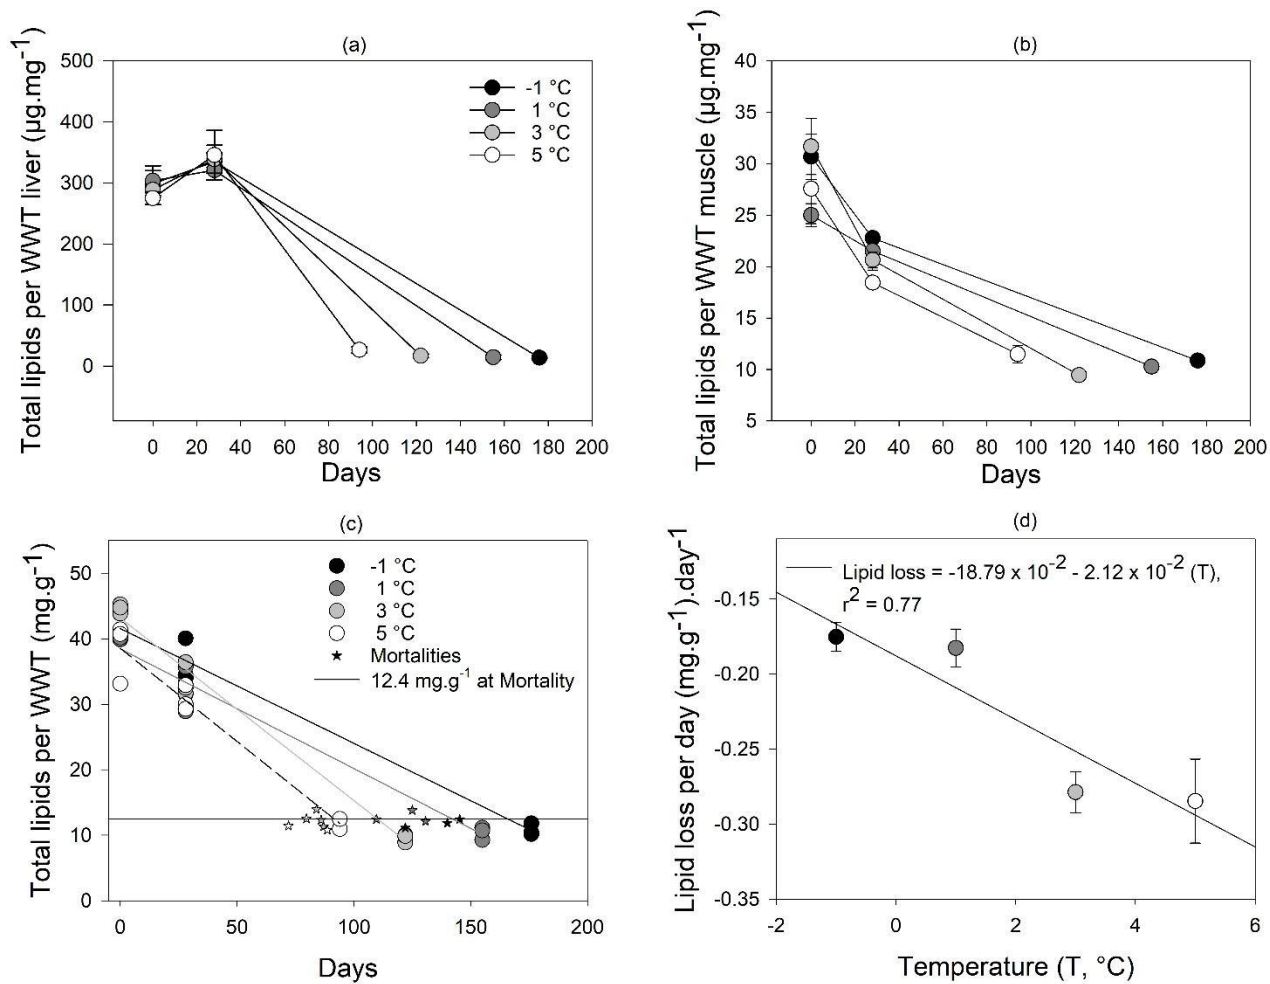 (a)
Total lipids per WWT liver (µg.mg⁻¹)
500
400
300
200
100
0
-1 °C
1 °C
3 °C
5 °C
0 20 40 60 80 100 120 140 160 180 200
Days
(b)
Total lipids per WWT muscle (µg.mg⁻¹)
40
35
30
25
20
15
10
5
0 20 40 60 80 100 120 140 160 180 200
Days
(c)
Total lipids per WWT (mg.g⁻¹)
50
40
30
20
10
0
-1 °C
1 °C
3 °C
5 °C
Mortalities
12.4 mg.g⁻¹ at Mortality
0 50 100 150 200
Days
(d)
Lipid loss per day (mg.g⁻¹).day⁻¹
Lipid loss = -18.79 x 10⁻² - 2.12 x 10⁻² (T),
r² = 0.77
-0.15
-0.20
-0.25
-0.30
-0.35
-2 0 2 4 6
Temperature (T, °C)